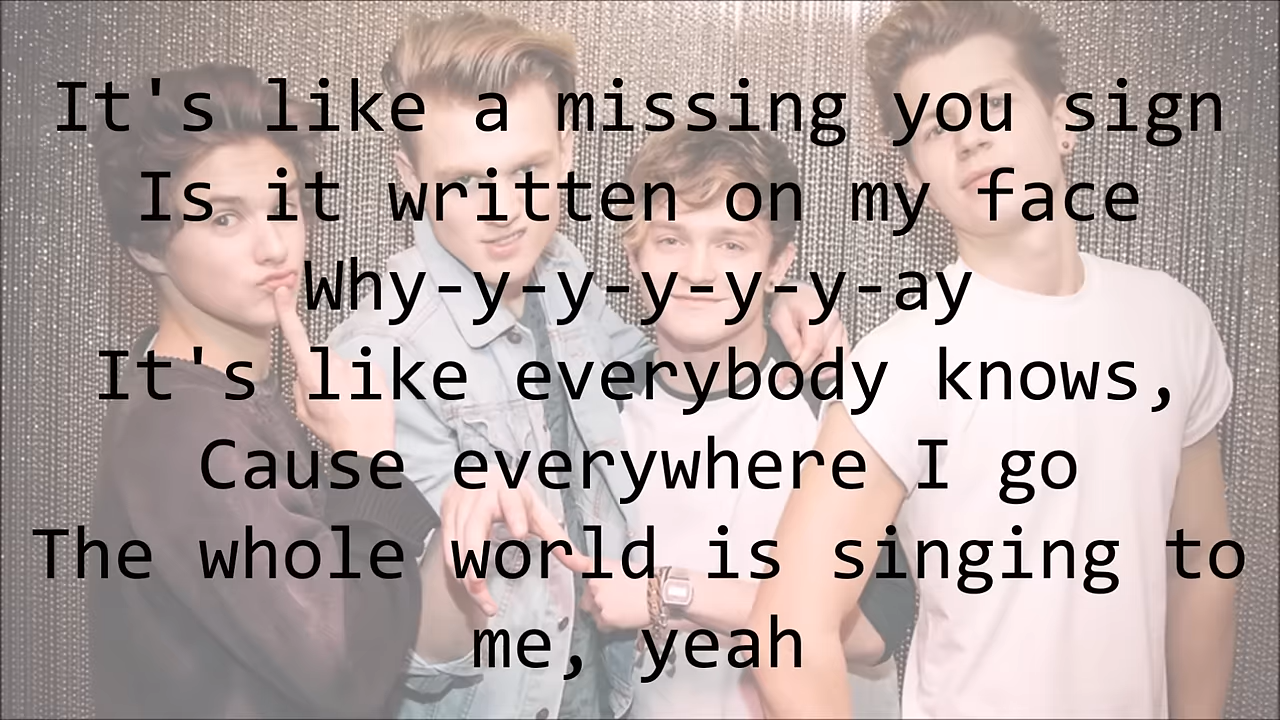 It's like a missing you sign
Is it written on my face
Why-y-y-y-y-y-ay
It's like everybody knows,
Cause everywhere I go
The whole world is singing to
me, yeah